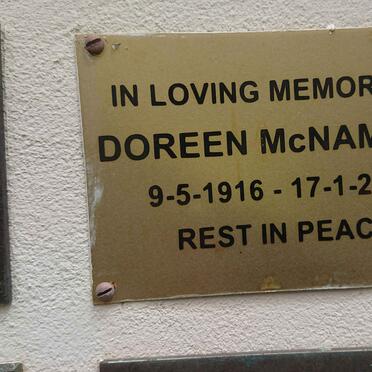 IN LOVING MEMOR
DOREEN McNAM
9-5-1916 - 17-1-2
REST IN PEAC